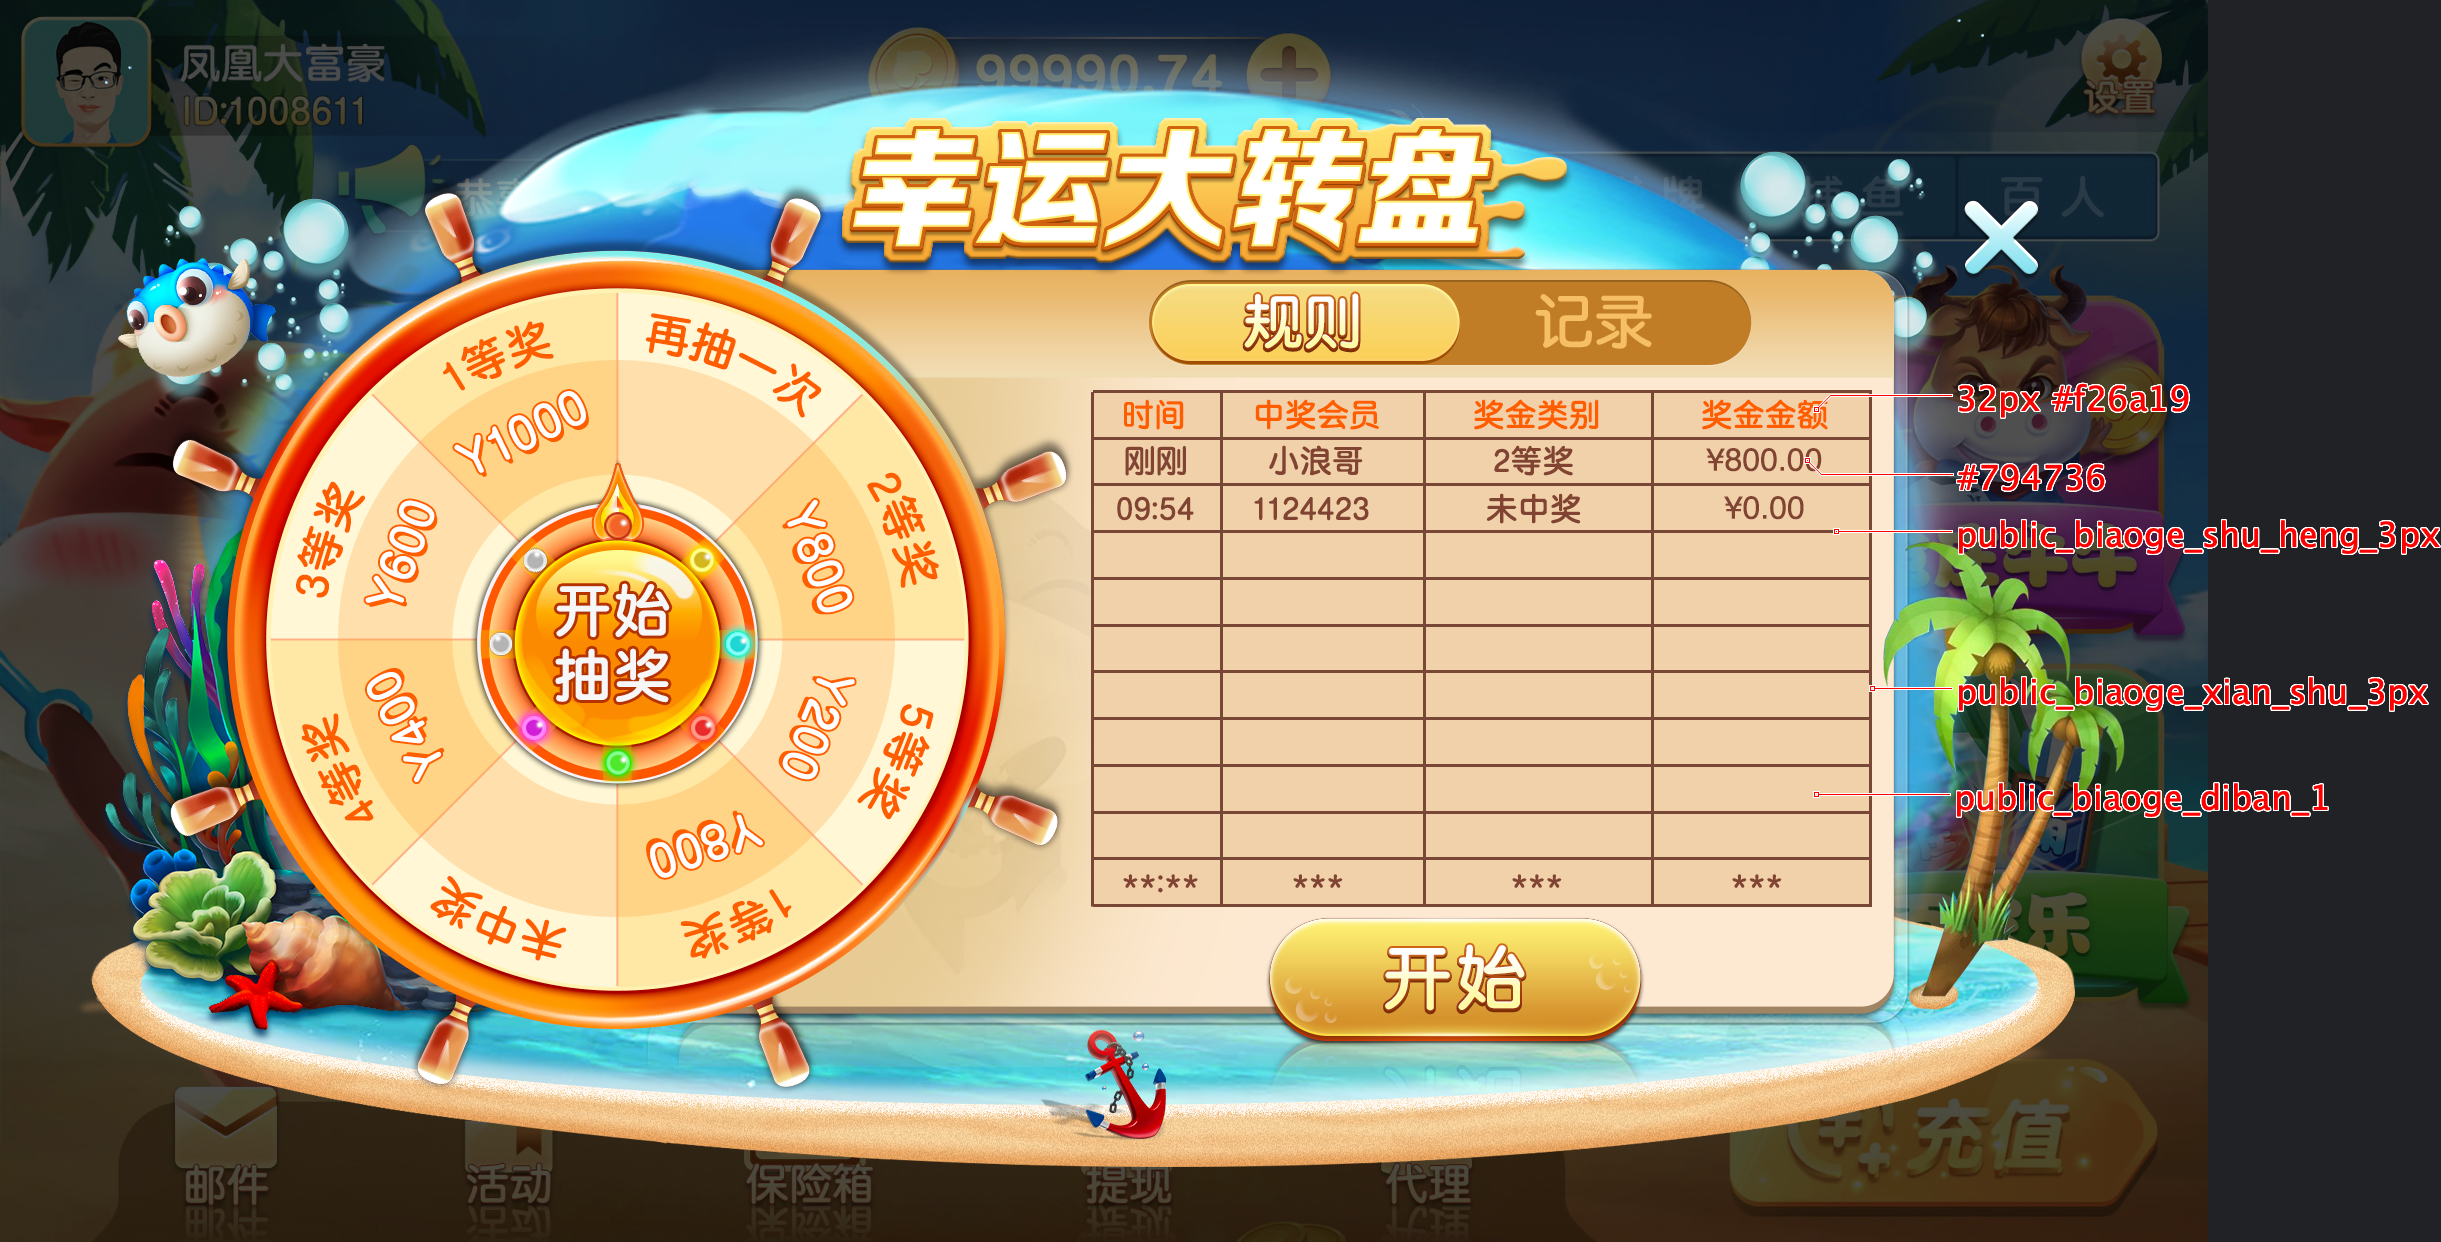 凤凰大富豪
ID:1008611
99990.74
设置
幸运大转盘
捕鱼
百人
规则
记录
时间 中奖会员 奖金类别 奖金金额
刚刚 小浪哥 2等奖 ¥800.00
09:54 1124423 未中奖 ¥0.00
**:** *** *** ***
32px #f26a19
#794736
public_biaoge_shu_heng_3px
public_biaoge_xian_shu_3px
public_biaoge_diban_1
1等奖
Y1000
再抽一次
2等奖
Y800
5等奖
Y200
1等奖
Y800
未中奖
4等奖
Y400
3等奖
Y600
开始
抽奖
开始
邮件
活动
保险箱
提现
代理
充值